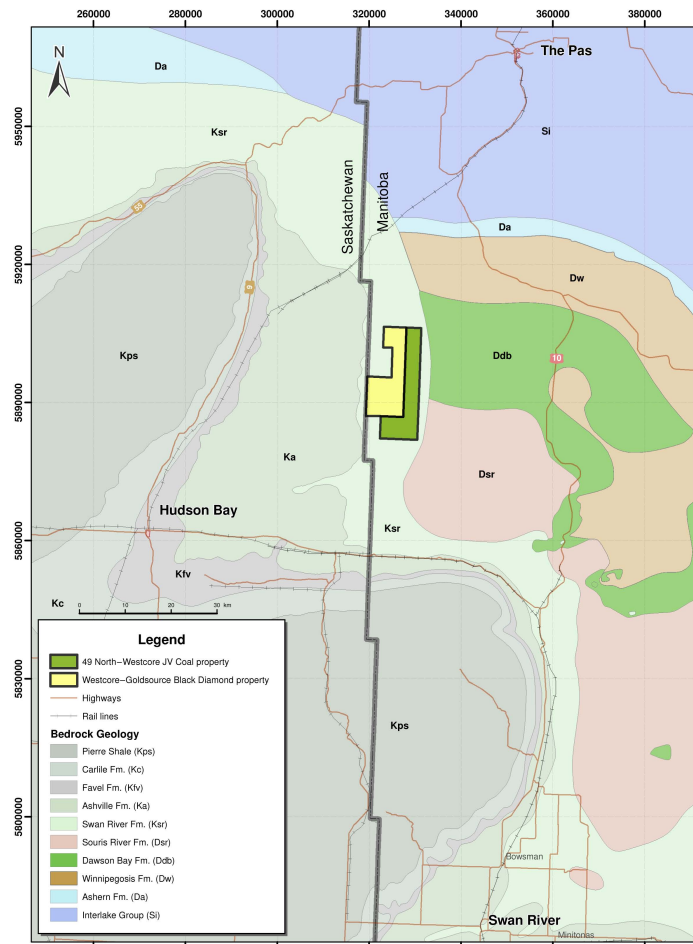 260000 280000 300000 320000 340000 360000 380000
N
The Pas
Da
5950000
Ksr
Si
55
Saskatchewan
Manitoba
Da
5920000
Dw
9
Kps
Ddb
10
5890000
Ka
Dsr
Hudson Bay
Ksr
5860000
Kfv
Kc
0 10 20 30 km
Legend
49 North-Westcore JV Coal property
Westcore-Goldsource Black Diamond property
Highways
Rail lines
Bedrock Geology
Pierre Shale (Kps)
Carlile Fm. (Kc)
Favel Fm. (Kfv)
Ashville Fm. (Ka)
Swan River Fm. (Ksr)
Souris River Fm. (Dsr)
Dawson Bay Fm. (Ddb)
Winnipegosis Fm. (Dw)
Ashern Fm. (Da)
Interlake Group (Si)
5830000
Kps
5800000
Bowsman
Swan River
Minitonas